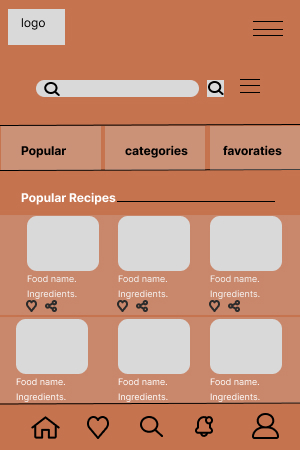 logo
Popular categories favoraties
Popular Recipes
Food name. Food name. Food name.
Ingredients. Ingredients. Ingredients.
Food name. Food name. Food name.
Ingredients. Ingredients. Ingredients.